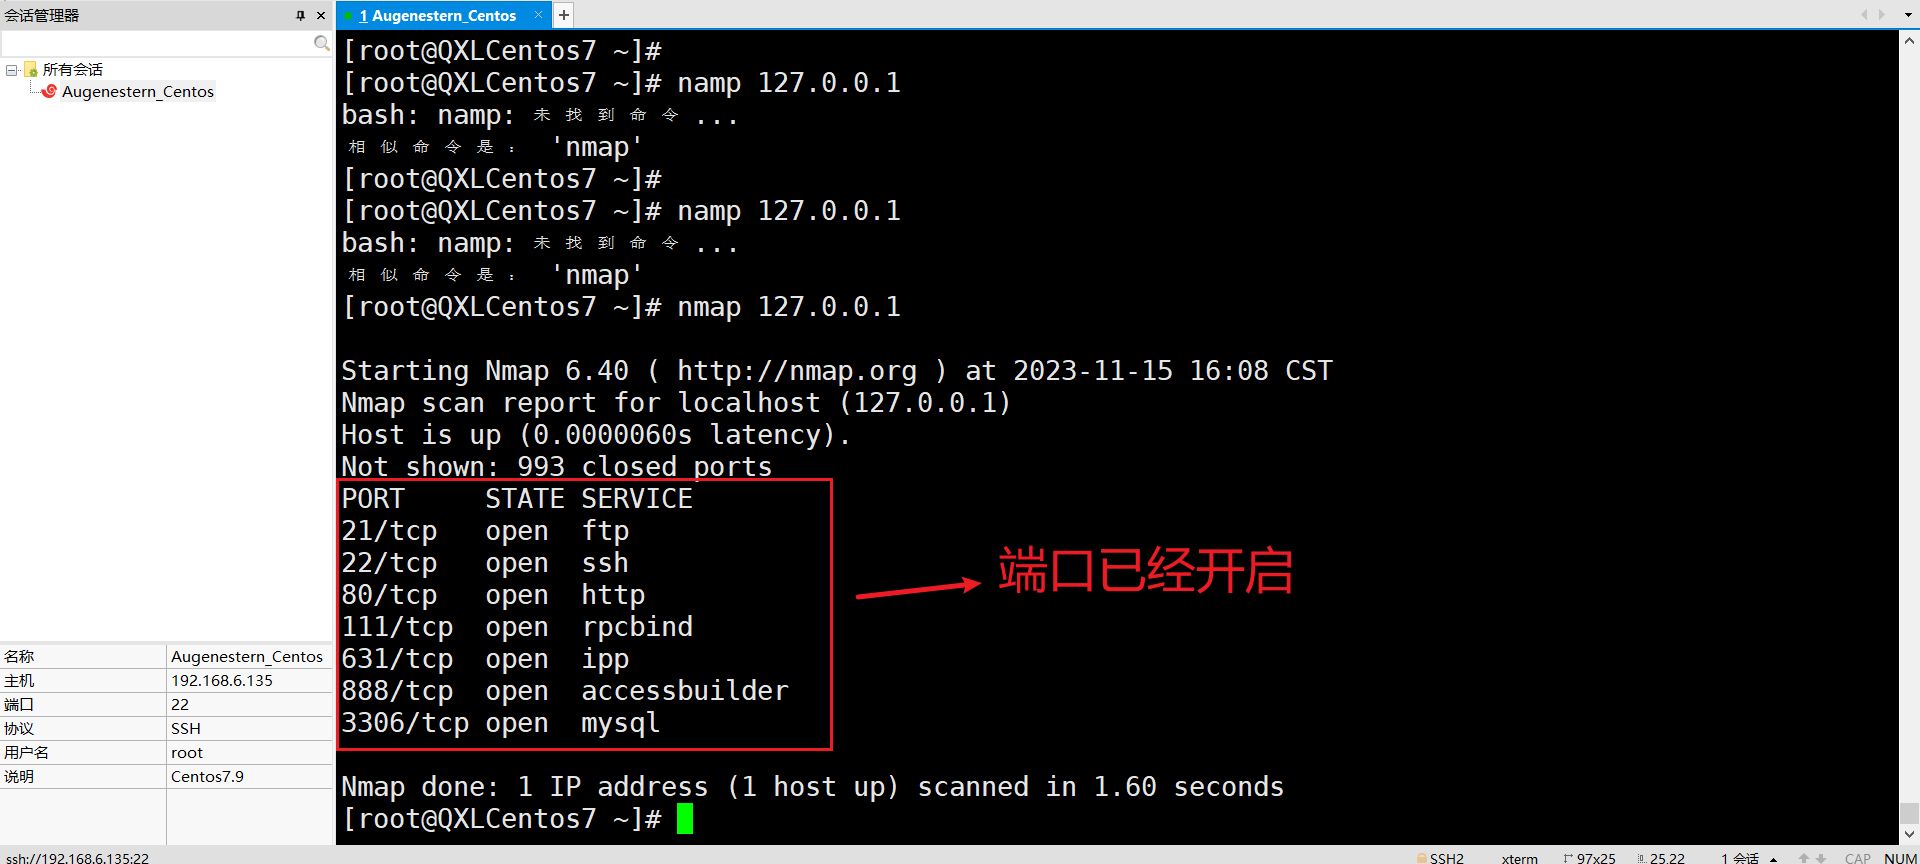 会话管理器
1 Augenestern_Centos
所有会话
Augenestern_Centos
[root@QXLCentos7 ~]#
[root@QXLCentos7 ~]# namp 127.0.0.1
bash: namp: 未找到命令...
相似命令是： 'nmap'
[root@QXLCentos7 ~]#
[root@QXLCentos7 ~]# namp 127.0.0.1
bash: namp: 未找到命令...
相似命令是： 'nmap'
[root@QXLCentos7 ~]# nmap 127.0.0.1
Starting Nmap 6.40 ( http://nmap.org ) at 2023-11-15 16:08 CST
Nmap scan report for localhost (127.0.0.1)
Host is up (0.0000060s latency).
Not shown: 993 closed ports
PORT STATE SERVICE
21/tcp open ftp
22/tcp open ssh
80/tcp open http
111/tcp open rpcbind
631/tcp open ipp
888/tcp open accessbuilder
3306/tcp open mysql
端口已经开启
Nmap done: 1 IP address (1 host up) scanned in 1.60 seconds
[root@QXLCentos7 ~]#
名称 Augenestern_Centos
主机 192.168.6.135
端口 22
协议 SSH
用户名 root
说明 Centos7.9
ssh://192.168.6.135:22 SSH2 xterm 97x25 25,22 1 会话 CAP NUM